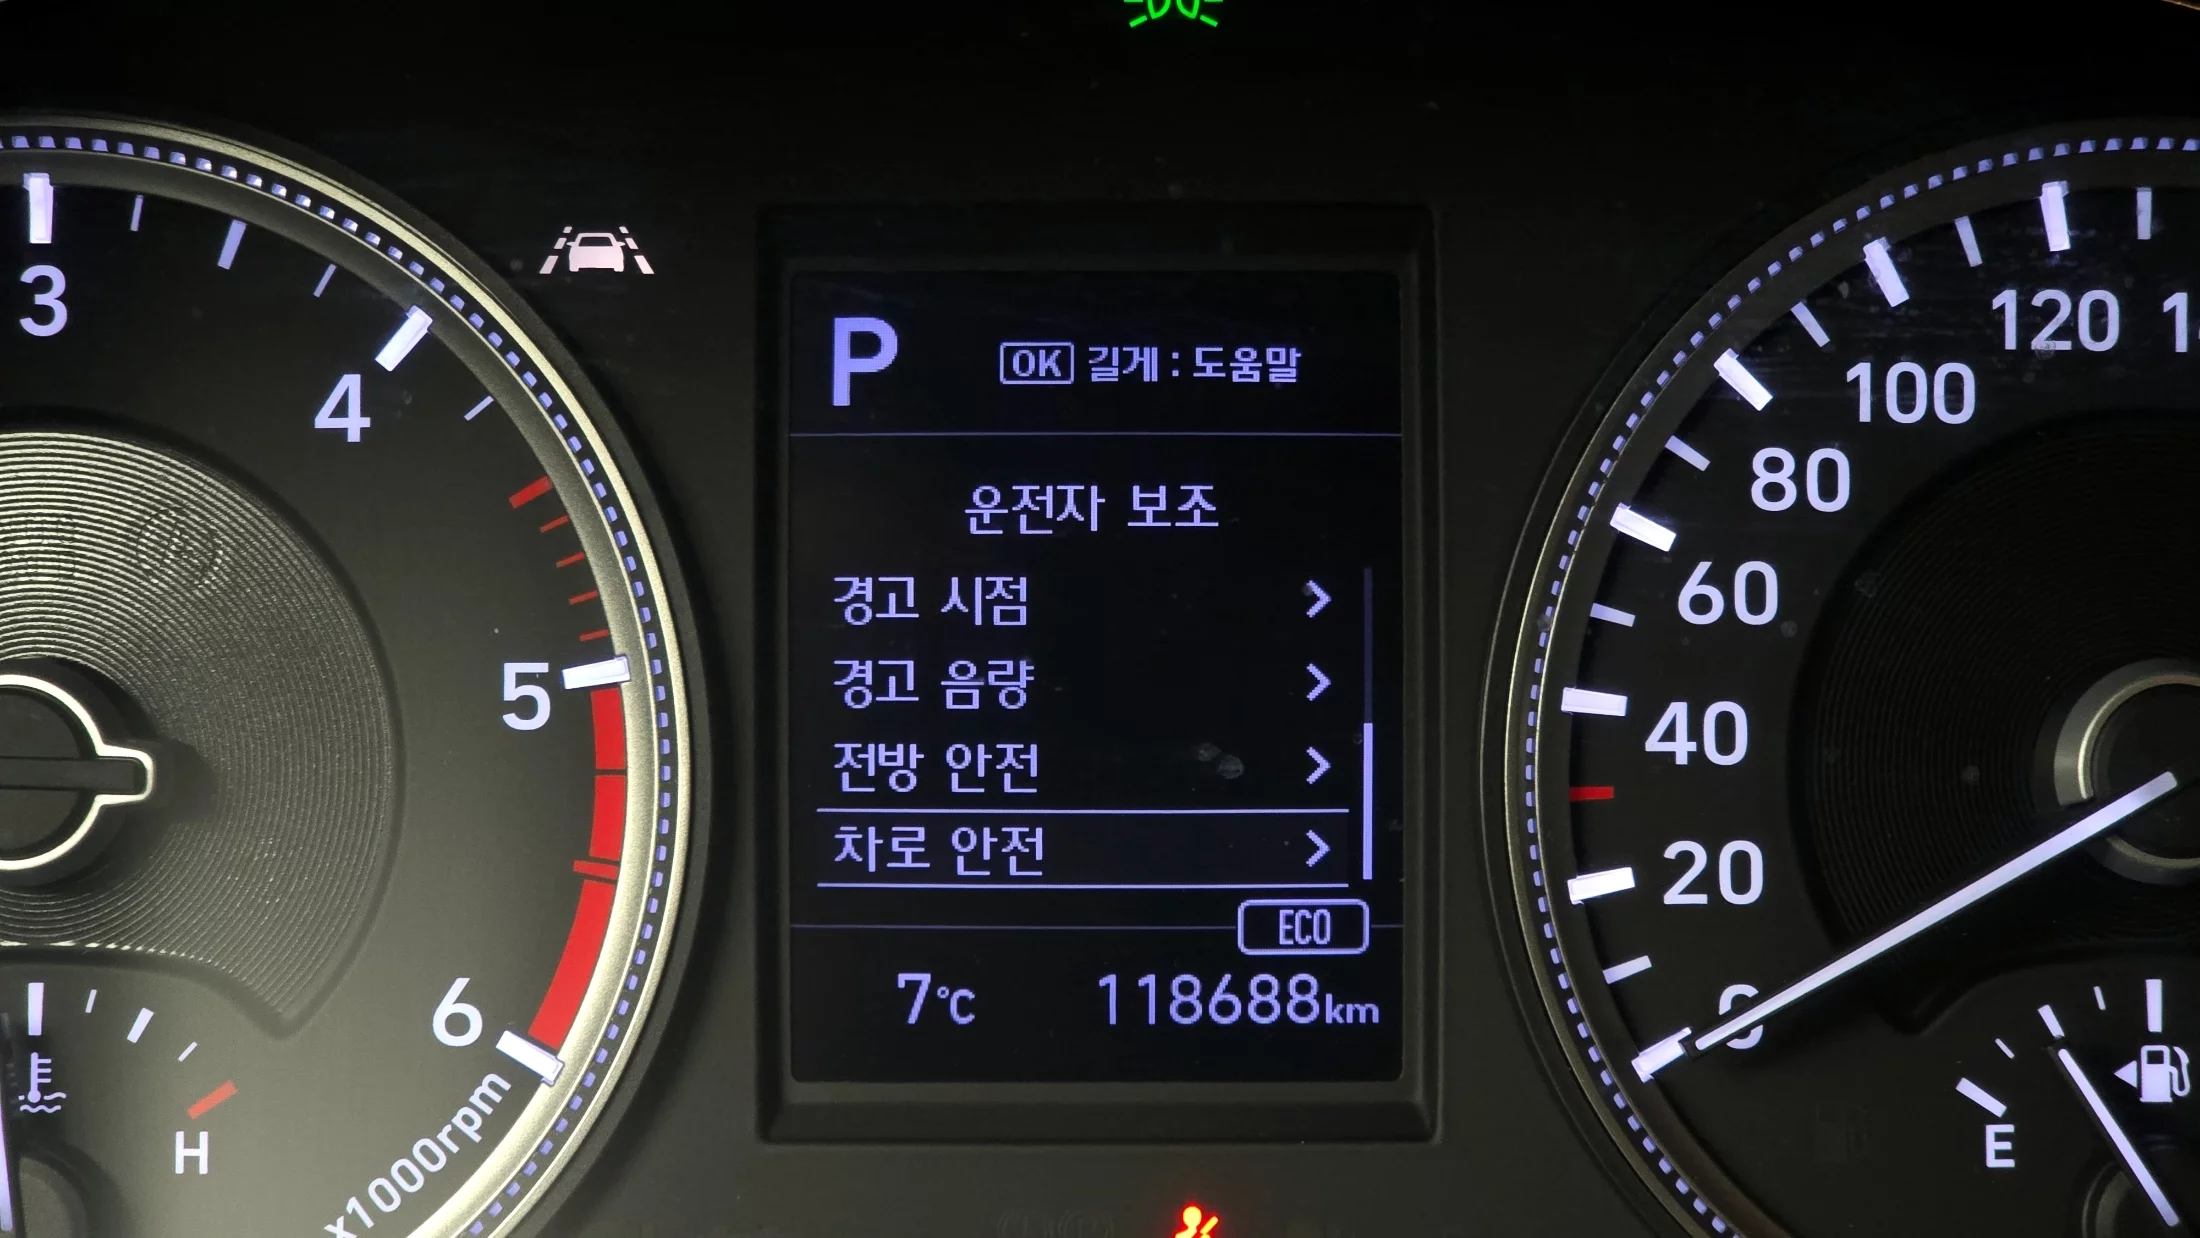 3
4
5
6
x1000rpm
H
P
OK 길게 : 도움말
운전자 보조
경고 시점
경고 음량
전방 안전
차로 안전
ECO
7°C 118688km
120
100
80
60
40
20
0
E